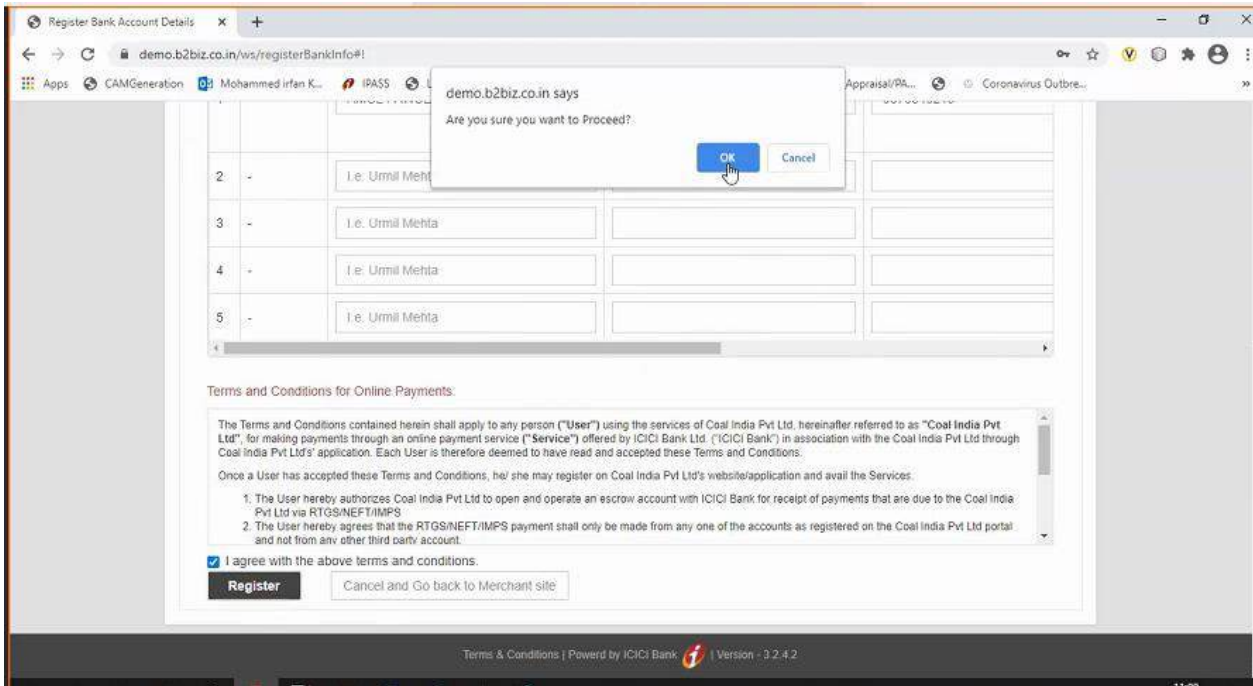 Register Bank Account Details
demo.b2biz.co.in/ws/registerBankInfo#!
Apps CAMGeneration Mohammed irfan K... IPASS Appraisal/PA... Coronavirus Outbre...
demo.b2biz.co.in says
Are you sure you want to Proceed?
OK Cancel
2 - I.e. Urmil Meht
3 - I.e. Urmil Mehta
4 - I.e. Urmil Mehta
5 - I.e. Urmil Mehta
Terms and Conditions for Online Payments:
The Terms and Conditions contained herein shall apply to any person ("User") using the services of Coal India Pvt Ltd, hereinafter referred to as "Coal India Pvt
Ltd", for making payments through an online payment service ("Service") offered by ICICI Bank Ltd. ("ICICI Bank") in association with the Coal India Pvt Ltd through
Coal India Pvt Ltd's' application. Each User is therefore deemed to have read and accepted these Terms and Conditions.
Once a User has accepted these Terms and Conditions, he/ she may register on Coal India Pvt Ltd's website/application and avail the Services.
1. The User hereby authorizes Coal India Pvt Ltd to open and operate an escrow account with ICICI Bank for receipt of payments that are due to the Coal India
Pvt Ltd via RTGS/NEFT/IMPS
2. The User hereby agrees that the RTGS/NEFT/IMPS payment shall only be made from any one of the accounts as registered on the Coal India Pvt Ltd portal
and not from any other third party account.
I agree with the above terms and conditions.
Register Cancel and Go back to Merchant site
Terms & Conditions | Powerd by ICICI Bank | Version - 3.2.4.2